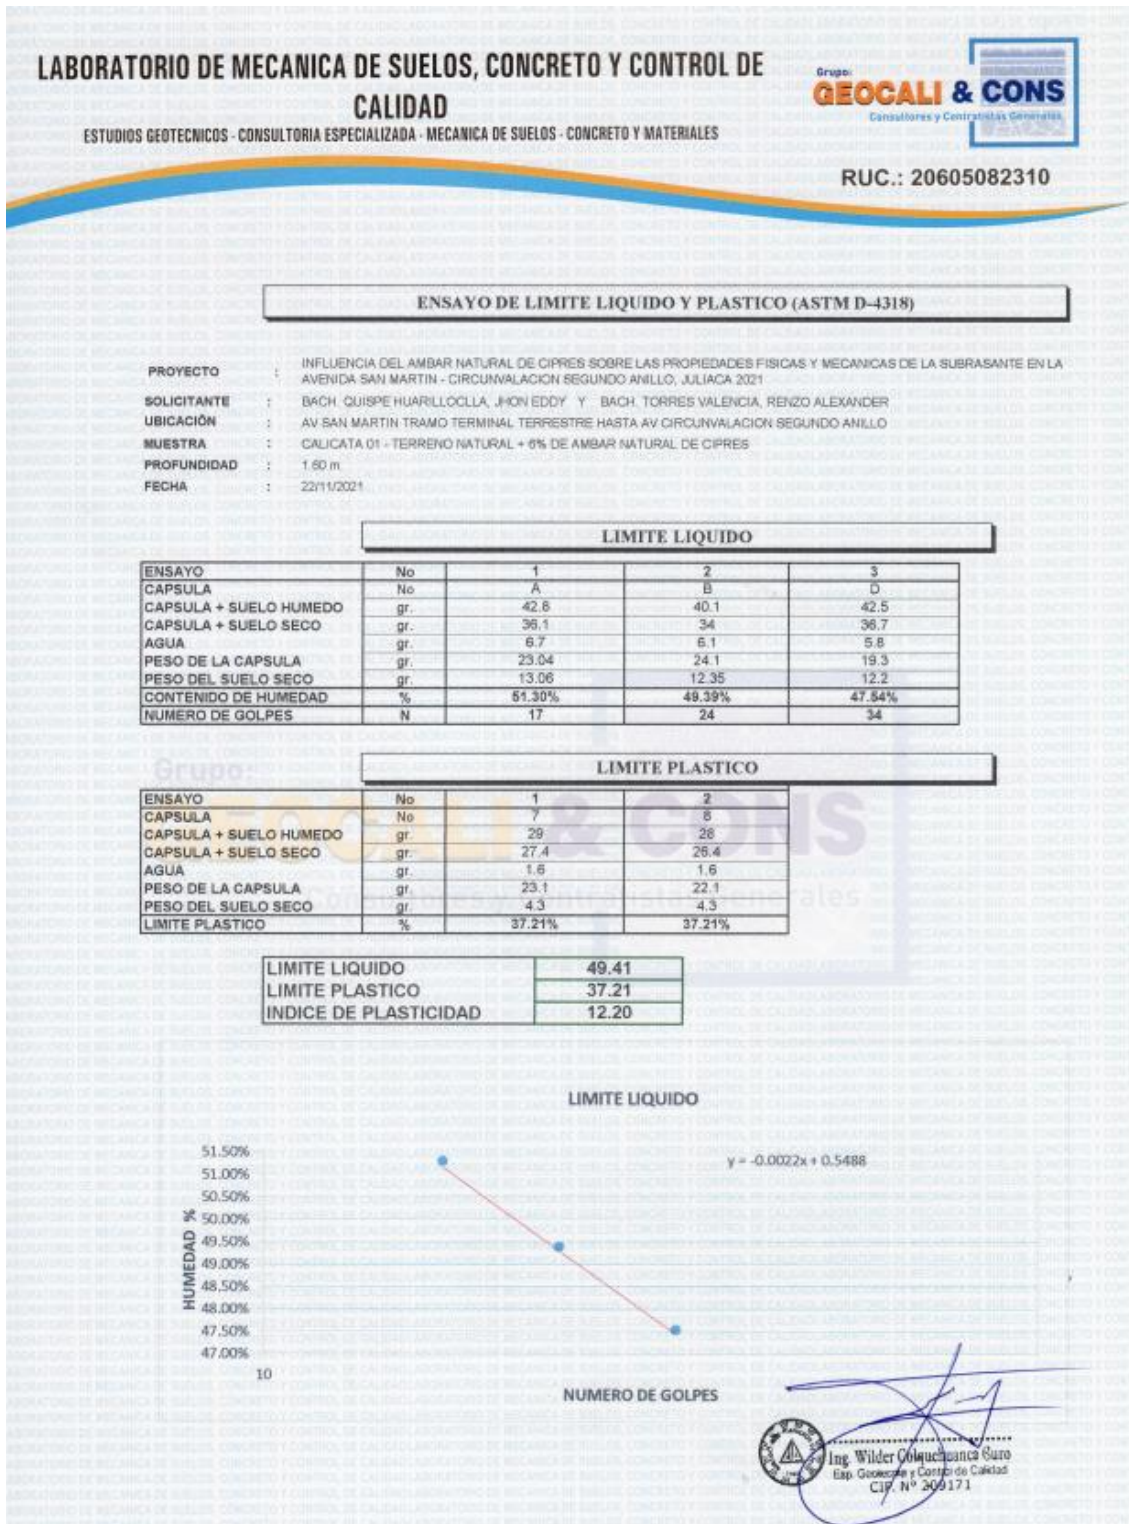 LABORATORIO DE MECANICA DE SUELOS, CONCRETO Y CONTROL DE
CALIDAD
ESTUDIOS GEOTECNICOS - CONSULTORIA ESPECIALIZADA - MECANICA DE SUELOS - CONCRETO Y MATERIALES
Grupo:
GEOCALI & CONS
Consultores y Contratistas Generales
RUC.: 20605082310
ENSAYO DE LIMITE LIQUIDO Y PLASTICO (ASTM D-4318)
PROYECTO : INFLUENCIA DEL AMBAR NATURAL DE CIPRES SOBRE LAS PROPIEDADES FISICAS Y MECANICAS DE LA SUBRASANTE EN LA
AVENIDA SAN MARTIN - CIRCUNVALACION SEGUNDO ANILLO, JULIACA 2021
SOLICITANTE : BACH. QUISPE HUARILLOCLLA, JHON EDDY Y BACH. TORRES VALENCIA, RENZO ALEXANDER
UBICACIÓN : AV SAN MARTIN TRAMO TERMINAL TERRESTRE HASTA AV CIRCUNVALACION SEGUNDO ANILLO
MUESTRA : CALICATA 01 - TERRENO NATURAL + 6% DE AMBAR NATURAL DE CIPRES
PROFUNDIDAD : 1.60 m
FECHA : 22/11/2021
LIMITE LIQUIDO
ENSAYO No 1 2 3
CAPSULA No A B D
CAPSULA + SUELO HUMEDO gr. 42.8 40.1 42.5
CAPSULA + SUELO SECO gr. 36.1 34 36.7
AGUA gr. 6.7 6.1 5.8
PESO DE LA CAPSULA gr. 23.04 24.1 19.3
PESO DEL SUELO SECO gr. 13.06 12.35 12.2
CONTENIDO DE HUMEDAD % 51.30% 49.39% 47.54%
NUMERO DE GOLPES N 17 24 34
LIMITE PLASTICO
ENSAYO No 1 2
CAPSULA No 7 8
CAPSULA + SUELO HUMEDO gr. 29 28
CAPSULA + SUELO SECO gr. 27.4 26.4
AGUA gr. 1.6 1.6
PESO DE LA CAPSULA gr. 23.1 22.1
PESO DEL SUELO SECO gr. 4.3 4.3
LIMITE PLASTICO % 37.21% 37.21%
LIMITE LIQUIDO 49.41
LIMITE PLASTICO 37.21
INDICE DE PLASTICIDAD 12.20
LIMITE LIQUIDO
y = -0.0022x + 0.5488
51.50%
51.00%
50.50%
50.00%
49.50%
49.00%
48.50%
48.00%
47.50%
47.00%
HUMEDAD %
10
NUMERO DE GOLPES
Ing. Wilder Colquehuanca Curo
Esp. Geotecnia y Control de Calidad
CIP. Nº 209171